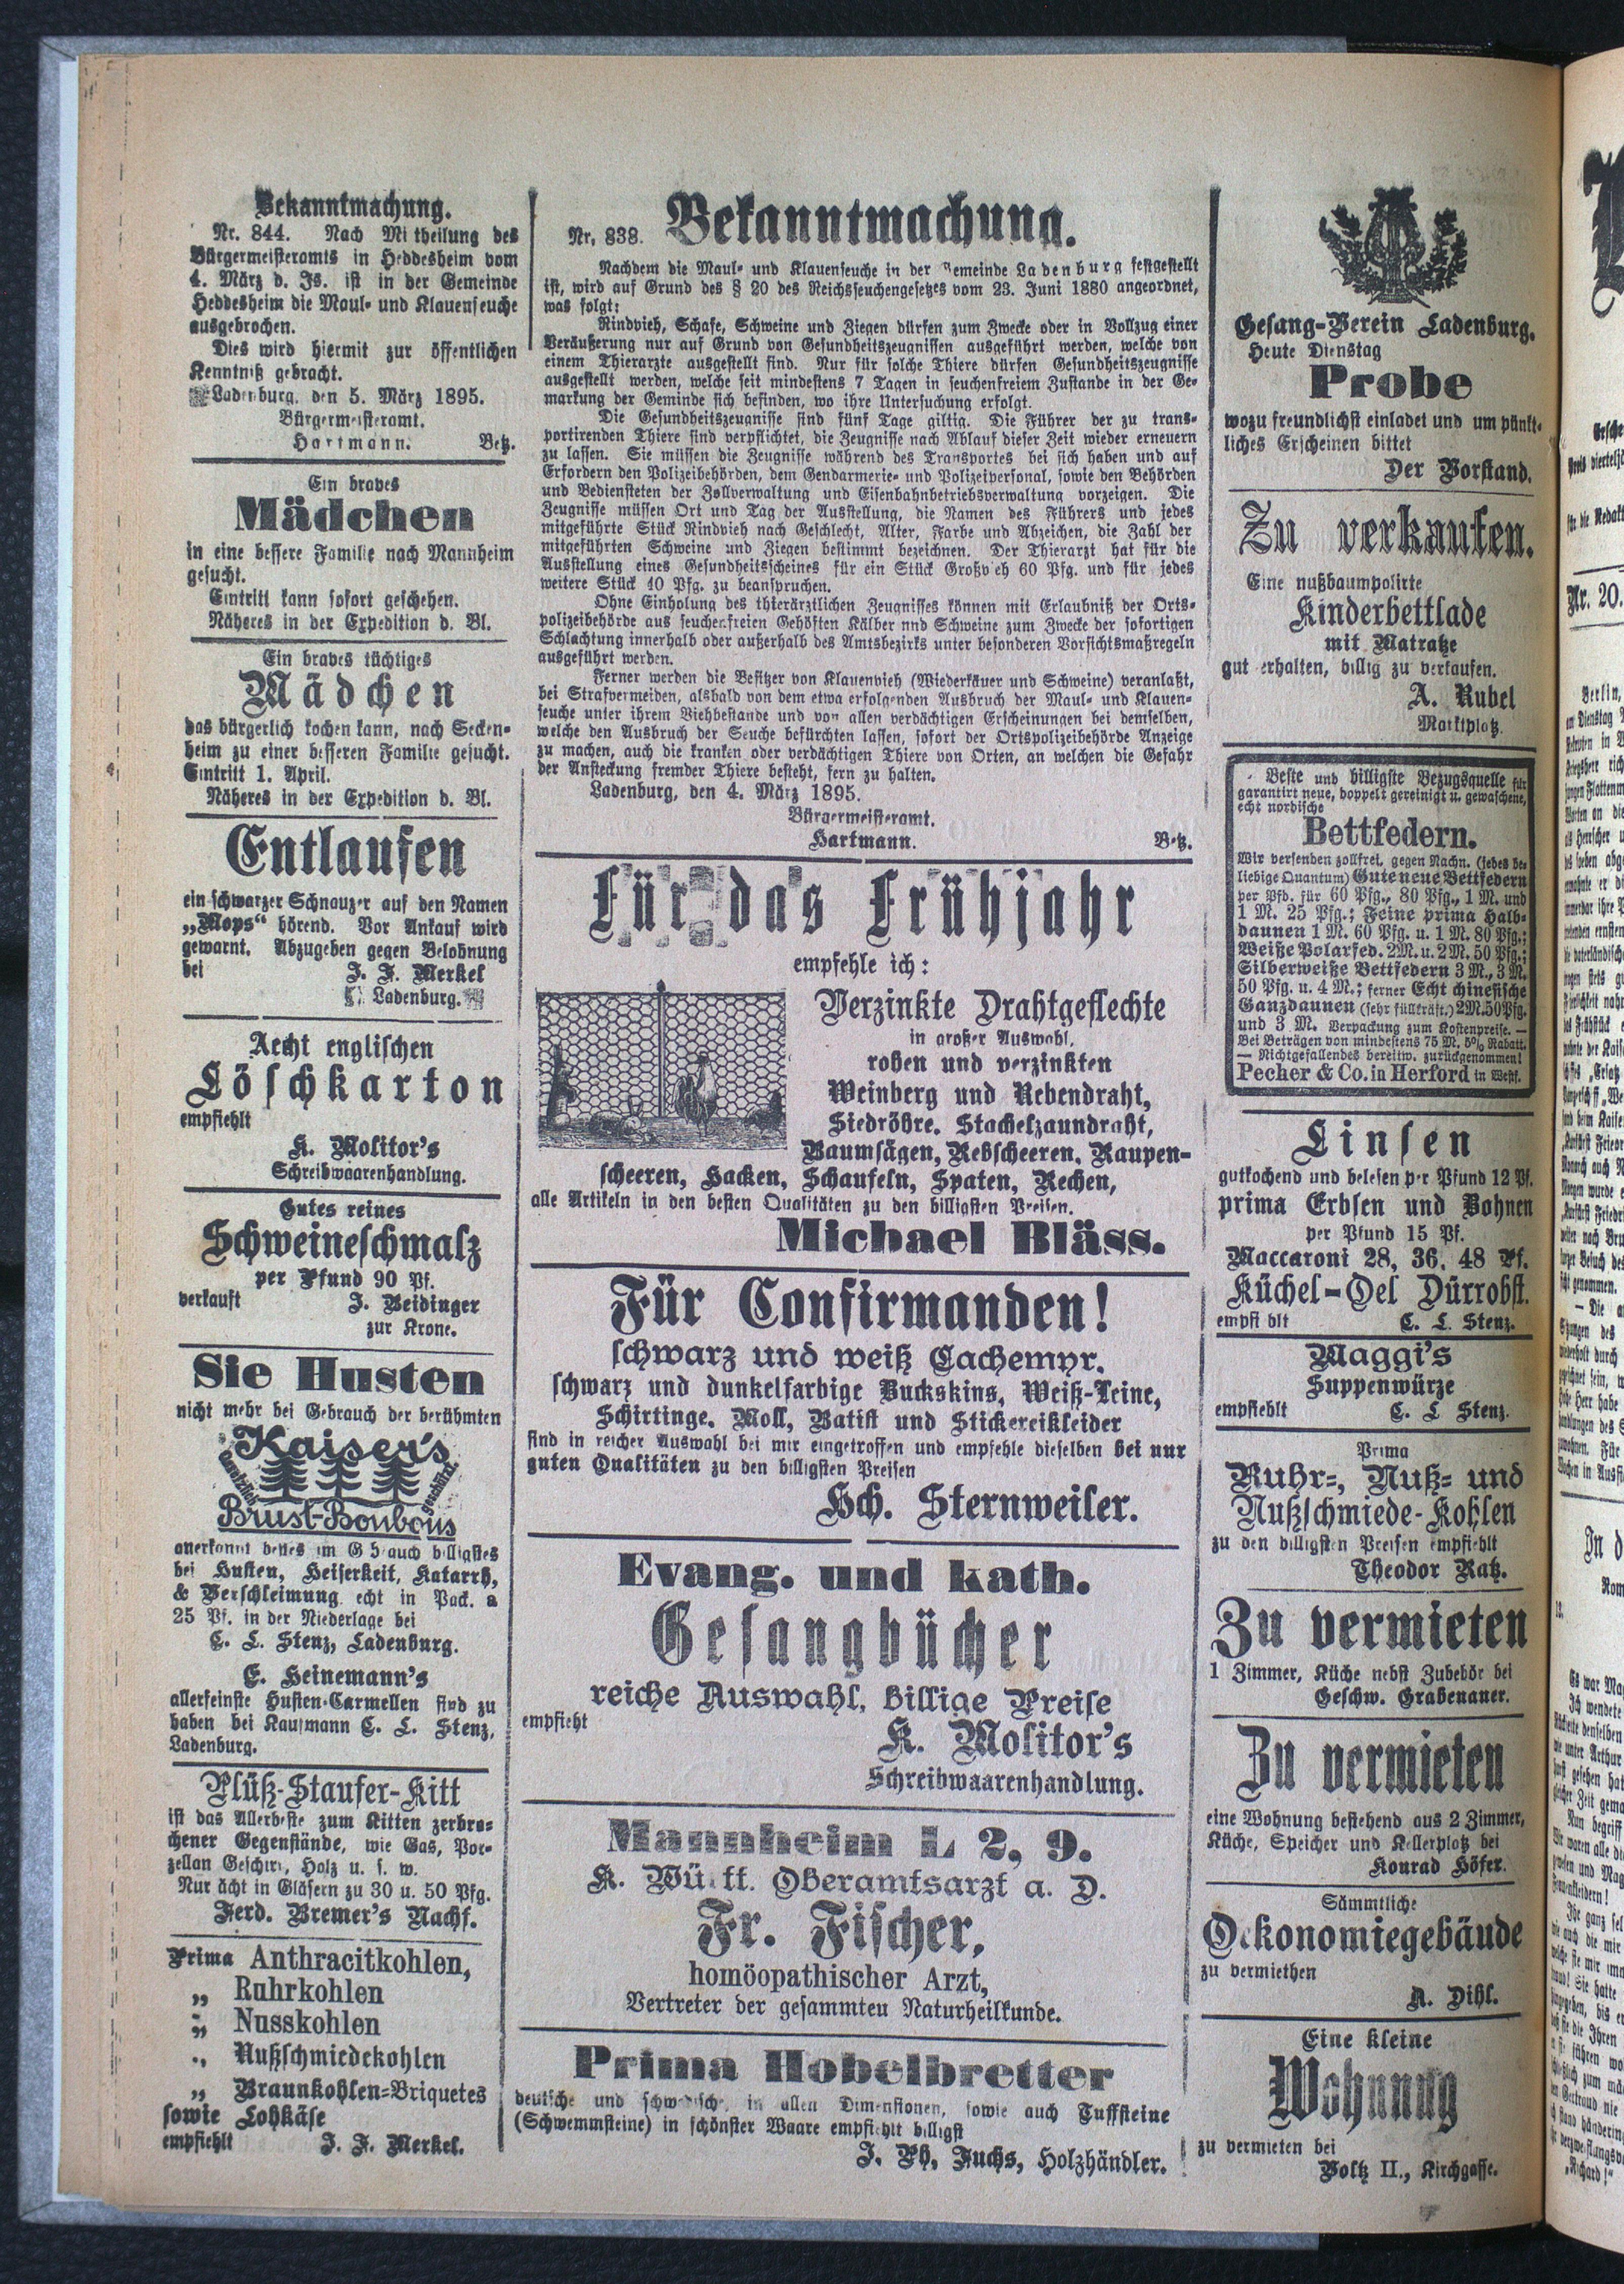 Bekanntmachung.
Nr. 844. Nach Mittheilung des
Bürgermeisteramts in Heddesheim vom
4. März d. Js. ist in der Gemeinde
Heddesheim die Maul- und Klauenseuche
ausgebrochen.
Dies wird hiermit zur öffentlichen
Kenntniß gebracht.
Ladenburg, den 5. März 1895.
Bürgermeisteramt.
Hartmann. Betz.
Ein braves
Mädchen
in eine bessere Familie nach Mannheim
gesucht.
Eintritt kann sofort geschehen.
Näheres in der Expedition d. Bl.
Ein braves tüchtiges
Mädchen
das bürgerlich kochen kann, nach Secken-
heim zu einer besseren Familie gesucht.
Eintritt 1. April.
Näheres in der Expedition d. Bl.
Entlaufen
ein schwarzer Schnauzer auf den Namen
„Mops“ hörend. Vor Ankauf wird
gewarnt. Abzugeben gegen Belohnung
bei J. F. Merkel
Ladenburg.
Aecht englischen
Löschkarton
empfiehlt
K. Molitor's
Schreibwaarenhandlung.
Gutes reines
Schweineschmalz
per Pfund 90 Pf.
verkauft J. Beidinger
zur Krone.
Sie Husten
nicht mehr bei Gebrauch der berühmten
Kaiser's
Gesetzlich geschützt.
Brust-Bonbons
anerkannt bestes im Gebrauch billigstes
bei Husten, Heiserkeit, Katarrh,
& Verschleimung echt in Pack. a
25 Pf. in der Niederlage bei
C. L. Stenz, Ladenburg.
E. Heinemann's
allerfeinste Husten-Carmellen sind zu
haben bei Kaufmann C. L. Stenz,
Ladenburg.
Plüß-Staufer-Kitt
ist das Allerbeste zum Kitten zerbro-
chener Gegenstände, wie Gas, Por-
zellan Geschirr, Holz u. s. w.
Nur ächt in Gläsern zu 30 u. 50 Pfg.
Ferd. Bremer's Nachf.
Prima Anthracitkohlen,
„ Ruhrkohlen
„ Nusskohlen
„ Nußschmiedekohlen
„ Braunkohlen-Briquetes
sowie Lohkäse
empfiehlt J. F. Merkel.
Nr. 838. Bekanntmachung.
Nachdem die Maul- und Klauenseuche in der Gemeinde Ladenburg festgestellt
ist, wird auf Grund des § 20 des Reichsseuchengesetzes vom 23. Juni 1880 angeordnet,
was folgt:
Rindvieh, Schafe, Schweine und Ziegen dürfen zum Zwecke oder in Vollzug einer
Veräußerung nur auf Grund von Gesundheitszeugnissen ausgeführt werden, welche von
einem Thierarzte ausgestellt sind. Nur für solche Thiere dürfen Gesundheitszeugnisse
ausgestellt werden, welche seit mindestens 7 Tagen in seuchenfreiem Zustande in der Ge-
markung der Geminde sich befinden, wo ihre Untersuchung erfolgt.
Die Gesundheitszeugnisse sind fünf Tage giltig. Die Führer der zu trans-
portirenden Thiere sind verpflichtet, die Zeugnisse nach Ablauf dieser Zeit wieder erneuern
zu lassen. Sie müssen die Zeugnisse während des Transportes bei sich haben und auf
Erfordern den Polizeibehörden, dem Gendarmerie- und Polizeipersonal, sowie den Behörden
und Bediensteten der Zollverwaltung und Eisenbahnbetriebsverwaltung vorzeigen. Die
Zeugnisse müssen Ort und Tag der Ausstellung, die Namen des Führers und jedes
mitgeführte Stück Rindvieh nach Geschlecht, Alter, Farbe und Abzeichen, die Zahl der
mitgeführten Schweine und Ziegen bestimmt bezeichnen. Der Thierarzt hat für die
Ausstellung eines Gesundheitsscheines für ein Stück Großvieh 60 Pfg. und für jedes
weitere Stück 10 Pfg. zu beanspruchen.
Ohne Einholung des thierärztlichen Zeugnisses können mit Erlaubniß der Orts-
polizeibehörde aus seuchenfreien Gehöften Kälber nnd Schweine zum Zwecke der sofortigen
Schlachtung innerhalb oder außerhalb des Amtsbezirks unter besonderen Vorsichtsmaßregeln
ausgeführt werden.
Ferner werden die Besitzer von Klauenvieh (Wiederkäuer und Schweine) veranlaßt,
bei Strafvermeiden, alsbald von dem etwa erfolgenden Ausbruch der Maul- und Klauen-
seuche unter ihrem Viehbestande und von allen verdächtigen Erscheinungen bei demselben,
welche den Ausbruch der Seuche befürchten lassen, sofort der Ortspolizeibehörde Anzeige
zu machen, auch die kranken oder verdächtigen Thiere von Orten, an welchen die Gefahr
der Ansteckung fremder Thiere besteht, fern zu halten.
Ladenburg, den 4. März 1895.
Bürgermeisteramt.
Hartmann. Betz.
Für das Frühjahr
empfehle ich:
Verzinkte Drahtgeflechte
in großer Auswahl,
rohen und verzinkten
Weinberg und Rebendraht,
Siedröhre, Stachelzaundraht,
Baumsägen, Rebscheeren, Raupen-
scheeren, Hacken, Schaufeln, Spaten, Rechen,
alle Artikeln in den besten Qualitäten zu den billigsten Preisen.
Michael Bläss.
Für Confirmanden!
schwarz und weiß Cachemyr,
schwarz und dunkelfarbige Buckskins, Weiß-Leine,
Schirtinge, Moll, Batist und Stickereikleider
sind in reicher Auswahl bei mir eingetroffen und empfehle dieselben bei nur
guten Qualitäten zu den billigsten Preisen
Hch. Sternweiler.
Evang. und kath.
Gesangbücher
reiche Auswahl, billige Preise
empfieht
K. Molitor's
Schreibwaarenhandlung.
Mannheim L 2, 9.
K. Württ. Oberamtsarzt a. D.
Fr. Fischer,
homöopathischer Arzt,
Vertreter der gesammten Naturheilkunde.
Prima Hobelbretter
deutsche und schwedische in allen Dimensionen, sowie auch Tuffsteine
(Schwemmsteine) in schönster Waare empfiehlt billigst
J. Ph. Fuchs, Holzhändler.
Gesang-Verein Ladenburg.
Heute Dienstag
Probe
wozu freundlichst einladet und um pünkt-
liches Erscheinen bittet
Der Vorstand.
Zu verkaufen.
Eine nußbaumpolirte
Kinderbettlade
mit Matratze
gut erhalten, billig zu verkaufen.
A. Rubel
Marktplatz.
Beste und billigste Bezugsquelle für
garantirt neue, doppelt gereinigt u. gewaschene,
echt nordische
Bettfedern.
Wir versenden zollfrei, gegen Nachn. (jedes be-
liebige Quantum) Gute neue Bettfedern
per Pfd. für 60 Pfg., 80 Pfg., 1 M. und
1 M. 25 Pfg.; Feine prima Halb-
daunen 1 M. 60 Pfg. u. 1 M. 80 Pfg.;
Weiße Polarfed. 2 M. u. 2 M. 50 Pfg.;
Silberweiße Bettfedern 3 M., 3 M.
50 Pfg. u. 4 M.; ferner Echt chinesische
Ganzdaunen (sehr füllkräft.) 2 M. 50 Pfg.
und 3 M. Verpackung zum Kostenpreise. —
Bei Beträgen von mindestens 75 M. 5% Rabatt.
— Nichtgefallendes bereitw. zurückgenommen!
Pecher & Co. in Herford in Westf.
Linsen
gutkochend und belesen per Pfund 12 Pf.
prima Erbsen und Bohnen
per Pfund 15 Pf.
Maccaroni 28, 36, 48 Pf.
Küchel-Oel Dürrobst.
empfiehlt C. L. Stenz.
Maggi's
Suppenwürze
empfiehlt C. L. Stenz.
Prima
Ruhr-, Nuß- und
Nußschmiede-Kohlen
zu den billigsten Preisen empfiehlt
Theodor Ratz.
Zu vermieten
1 Zimmer, Küche nebst Zubehör bei
Geschw. Grabenauer.
Zu vermieten
eine Wohnung bestehend aus 2 Zimmer,
Küche, Speicher und Kellerplatz bei
Konrad Höfer.
Sämmtliche
Oekonomiegebäude
zu vermiethen
A. Dihl.
Eine kleine
Wohnung
zu vermieten bei
Voltz II., Kirchgasse.
Nr. 20.